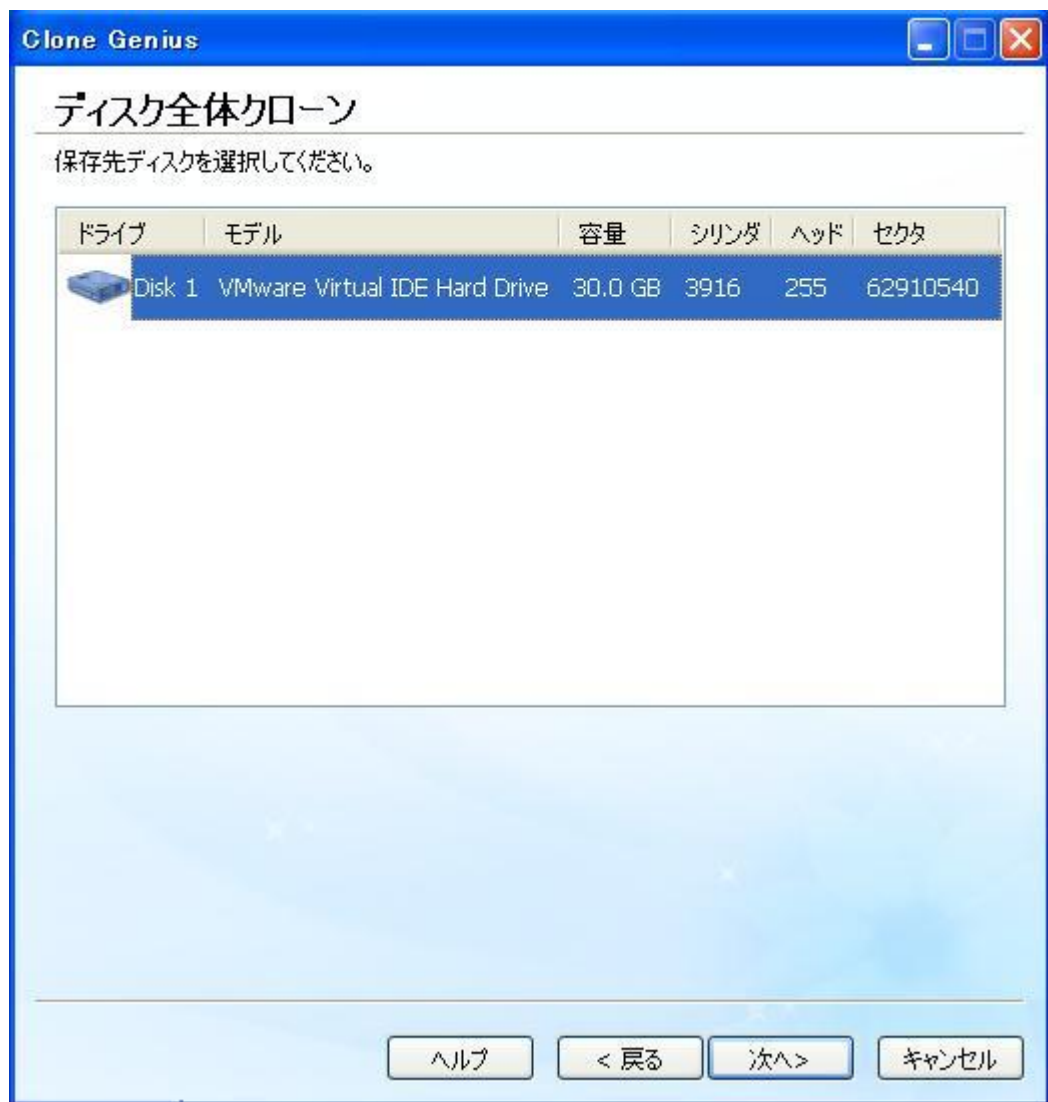 Clone Genius
ディスク全体クローン
保存先ディスクを選択してください。
ドライブ モデル 容量 シリンダ ヘッド セクタ
Disk 1 VMware Virtual IDE Hard Drive 30.0 GB 3916 255 62910540
ヘルプ < 戻る 次へ> キャンセル